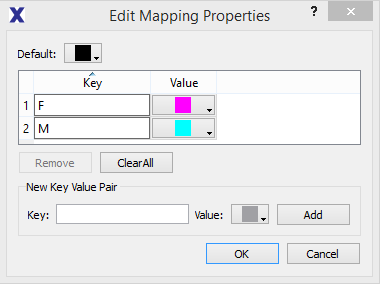 X Edit Mapping Properties ?
Default:
Key Value
1 F
2 M
Remove ClearAll
New Key Value Pair
Key: Value: Add
OK Cancel